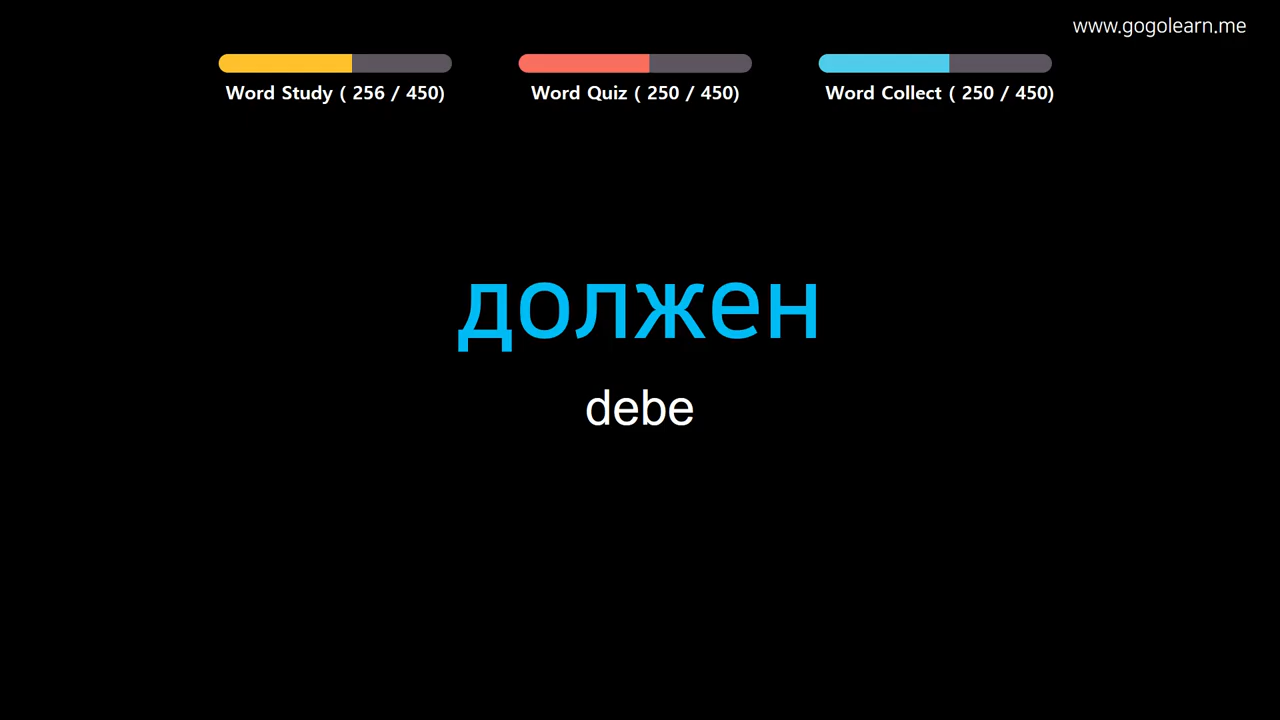 www.gogolearn.me
Word Study ( 256 / 450)
Word Quiz ( 250 / 450)
Word Collect ( 250 / 450)
должен
debe